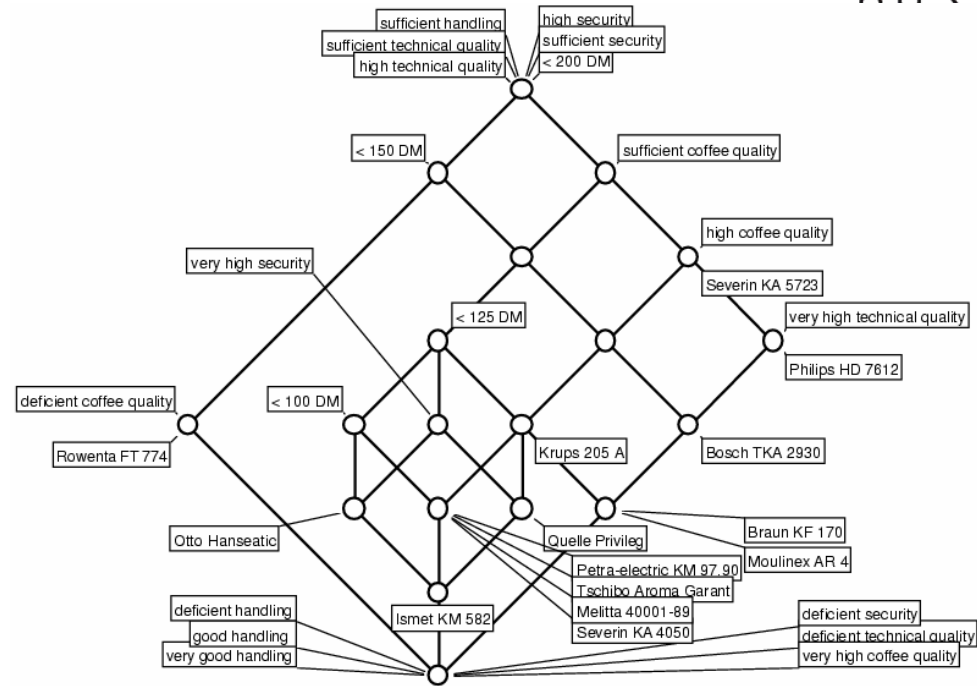 sufficient handling
high security
sufficient technical quality
sufficient security
high technical quality
< 200 DM
< 150 DM
sufficient coffee quality
high coffee quality
very high security
Severin KA 5723
< 125 DM
very high technical quality
Philips HD 7612
deficient coffee quality
< 100 DM
Rowenta FT 774
Krups 205 A
Bosch TKA 2930
Otto Hanseatic
Quelle Privileg
Braun KF 170
Moulinex AR 4
Petra-electric KM 97.90
Tschibo Aroma Garant
Melitta 40001-89
Severin KA 4050
Ismet KM 582
deficient handling
good handling
very good handling
deficient security
deficient technical quality
very high coffee quality